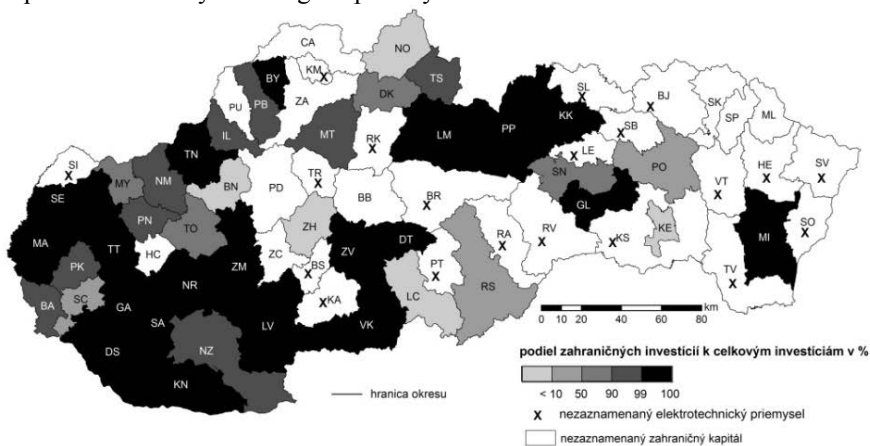 CA
NO
KM
BY
TS
PU
PB
ZA
DK
SL
BJ
IL
MT
RK
LM
PP
KK
SB
SK
SP
ML
TN
LE
SI
SE
MY
NM
BN
PD
TR
BB
BR
SN
PO
VT
HE
SV
PN
TO
ZH
GL
MA
TT
HC
ZM
ZC
ZV
DT
RA
RV
KS
KE
MI
SO
PK
NR
BS
PT
BA
SC
GA
SA
LV
KA
VK
LC
RS
TV
DS
NZ
KN
km
0 10 20 40 60 80
podiel zahraničných investícií k celkovým investíciám v %
< 10 50 90 99 100
hranica okresu
X nezaznamenaný elektrotechnický priemysel
nezaznamenaný zahraničný kapitál